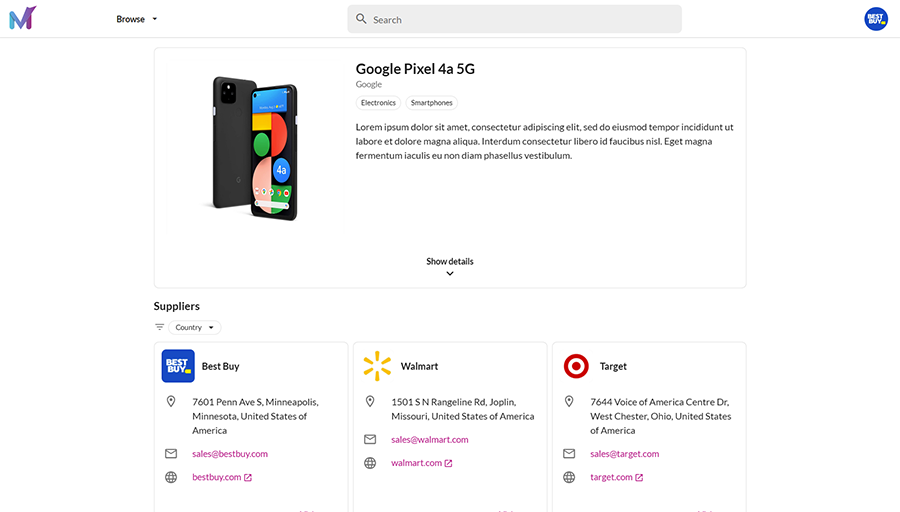 Browse
Search
BEST BUY
Google Pixel 4a 5G
Google
Electronics Smartphones
Lorem ipsum dolor sit amet, consectetur adipiscing elit, sed do eiusmod tempor incididunt ut
labore et dolore magna aliqua. Interdum consectetur libero id faucibus nisl. Eget magna
fermentum iaculis eu non diam phasellus vestibulum.
4a
Show details
Suppliers
Country
BEST BUY
Best Buy
7601 Penn Ave S, Minneapolis,
Minnesota, United States of
America
sales@bestbuy.com
bestbuy.com
Walmart
1501 S N Rangeline Rd, Joplin,
Missouri, United States of America
sales@walmart.com
walmart.com
Target
7644 Voice of America Centre Dr,
West Chester, Ohio, United States
of America
sales@target.com
target.com